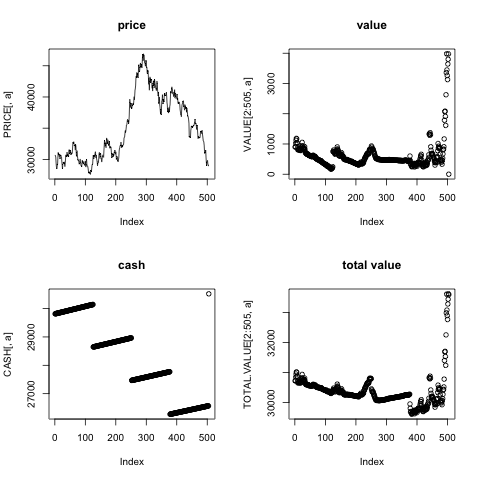 price
PRICE[, a]
30000 40000
0 100 200 300 400 500
Index
value
VALUE[2:505, a]
0 1000 3000
0 100 200 300 400 500
Index
cash
CASH[, a]
27000 29000
0 100 200 300 400 500
Index
total value
TOTAL.VALUE[2:505, a]
30000 32000
0 100 200 300 400 500
Index